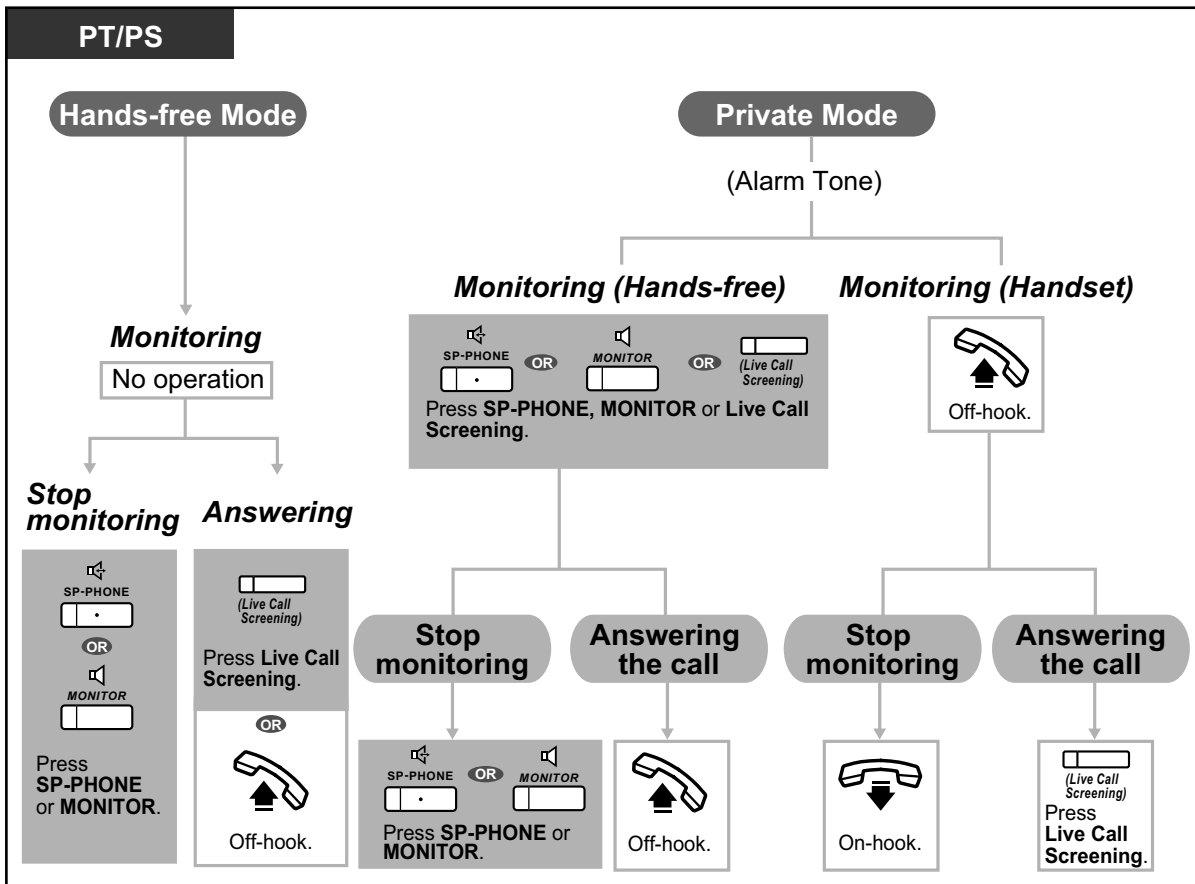 PT/PS
Hands-free Mode
Monitoring
No operation
Stop
monitoring
SP-PHONE
OR
MONITOR
Press
SP-PHONE
or MONITOR.
Answering
(Live Call
Screening)
Press Live Call
Screening.
OR
Off-hook.
Private Mode
(Alarm Tone)
Monitoring (Hands-free)
SP-PHONE
OR
MONITOR
OR
(Live Call
Screening)
Press SP-PHONE, MONITOR or Live Call
Screening.
Stop
monitoring
SP-PHONE
OR
MONITOR
Press SP-PHONE or
MONITOR.
Answering
the call
Off-hook.
Monitoring (Handset)
Off-hook.
Stop
monitoring
On-hook.
Answering
the call
(Live Call
Screening)
Press
Live Call
Screening.